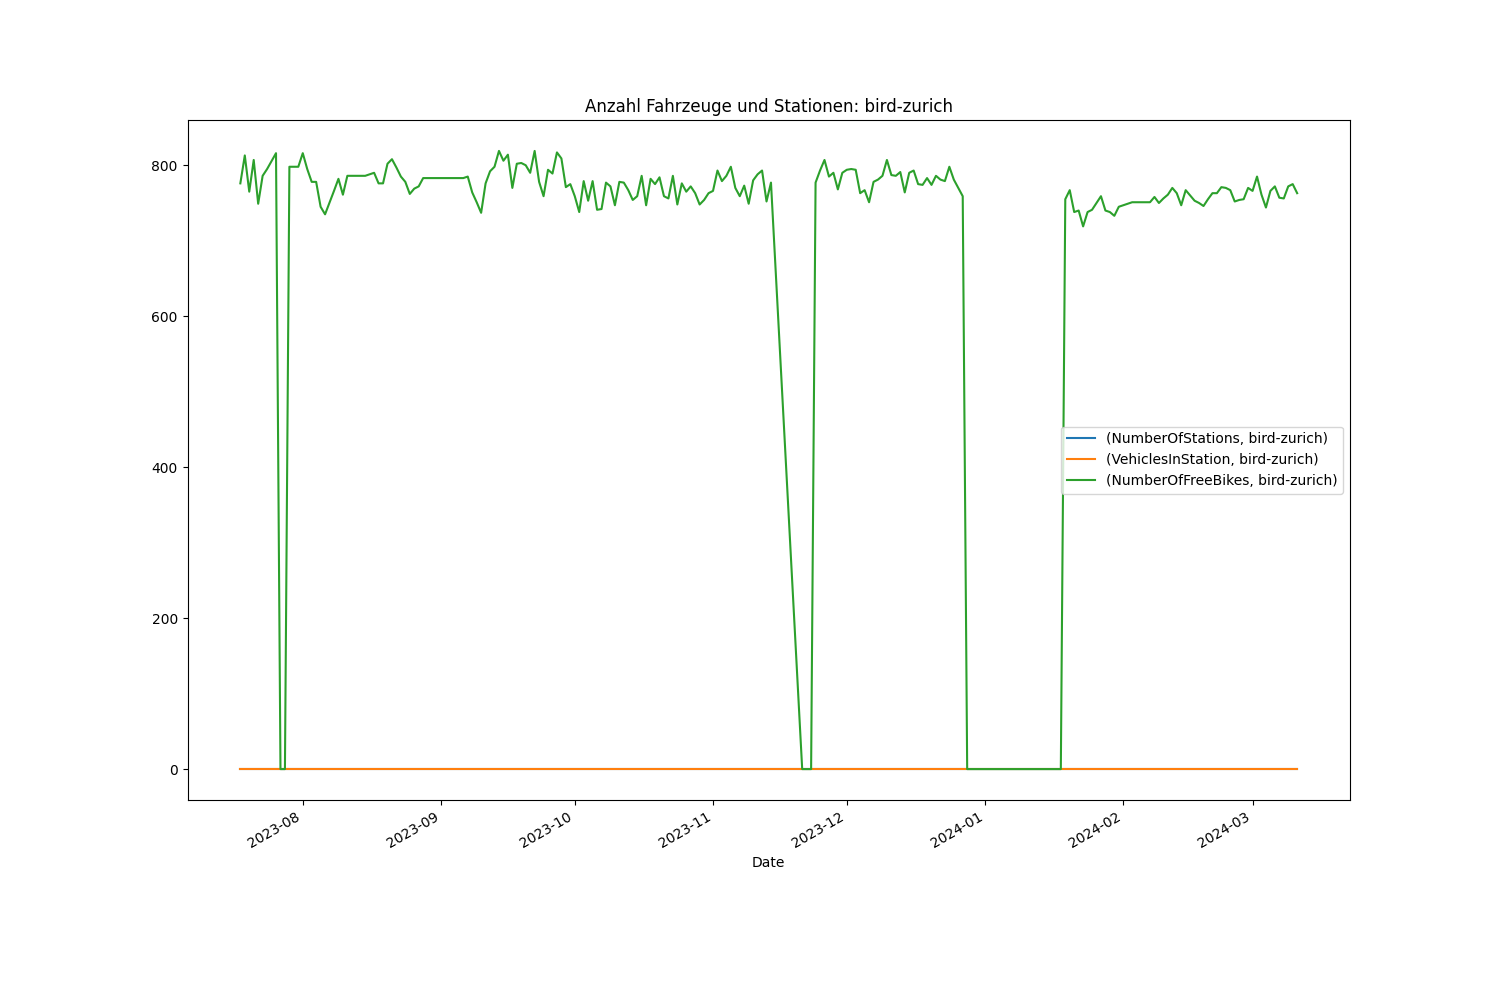 Anzahl Fahrzeuge und Stationen: bird-zurich
800
600
400
200
0
(NumberOfStations, bird-zurich)
(VehiclesInStation, bird-zurich)
(NumberOfFreeBikes, bird-zurich)
2023-08
2023-09
2023-10
2023-11
2023-12
2024-01
2024-02
2024-03
Date